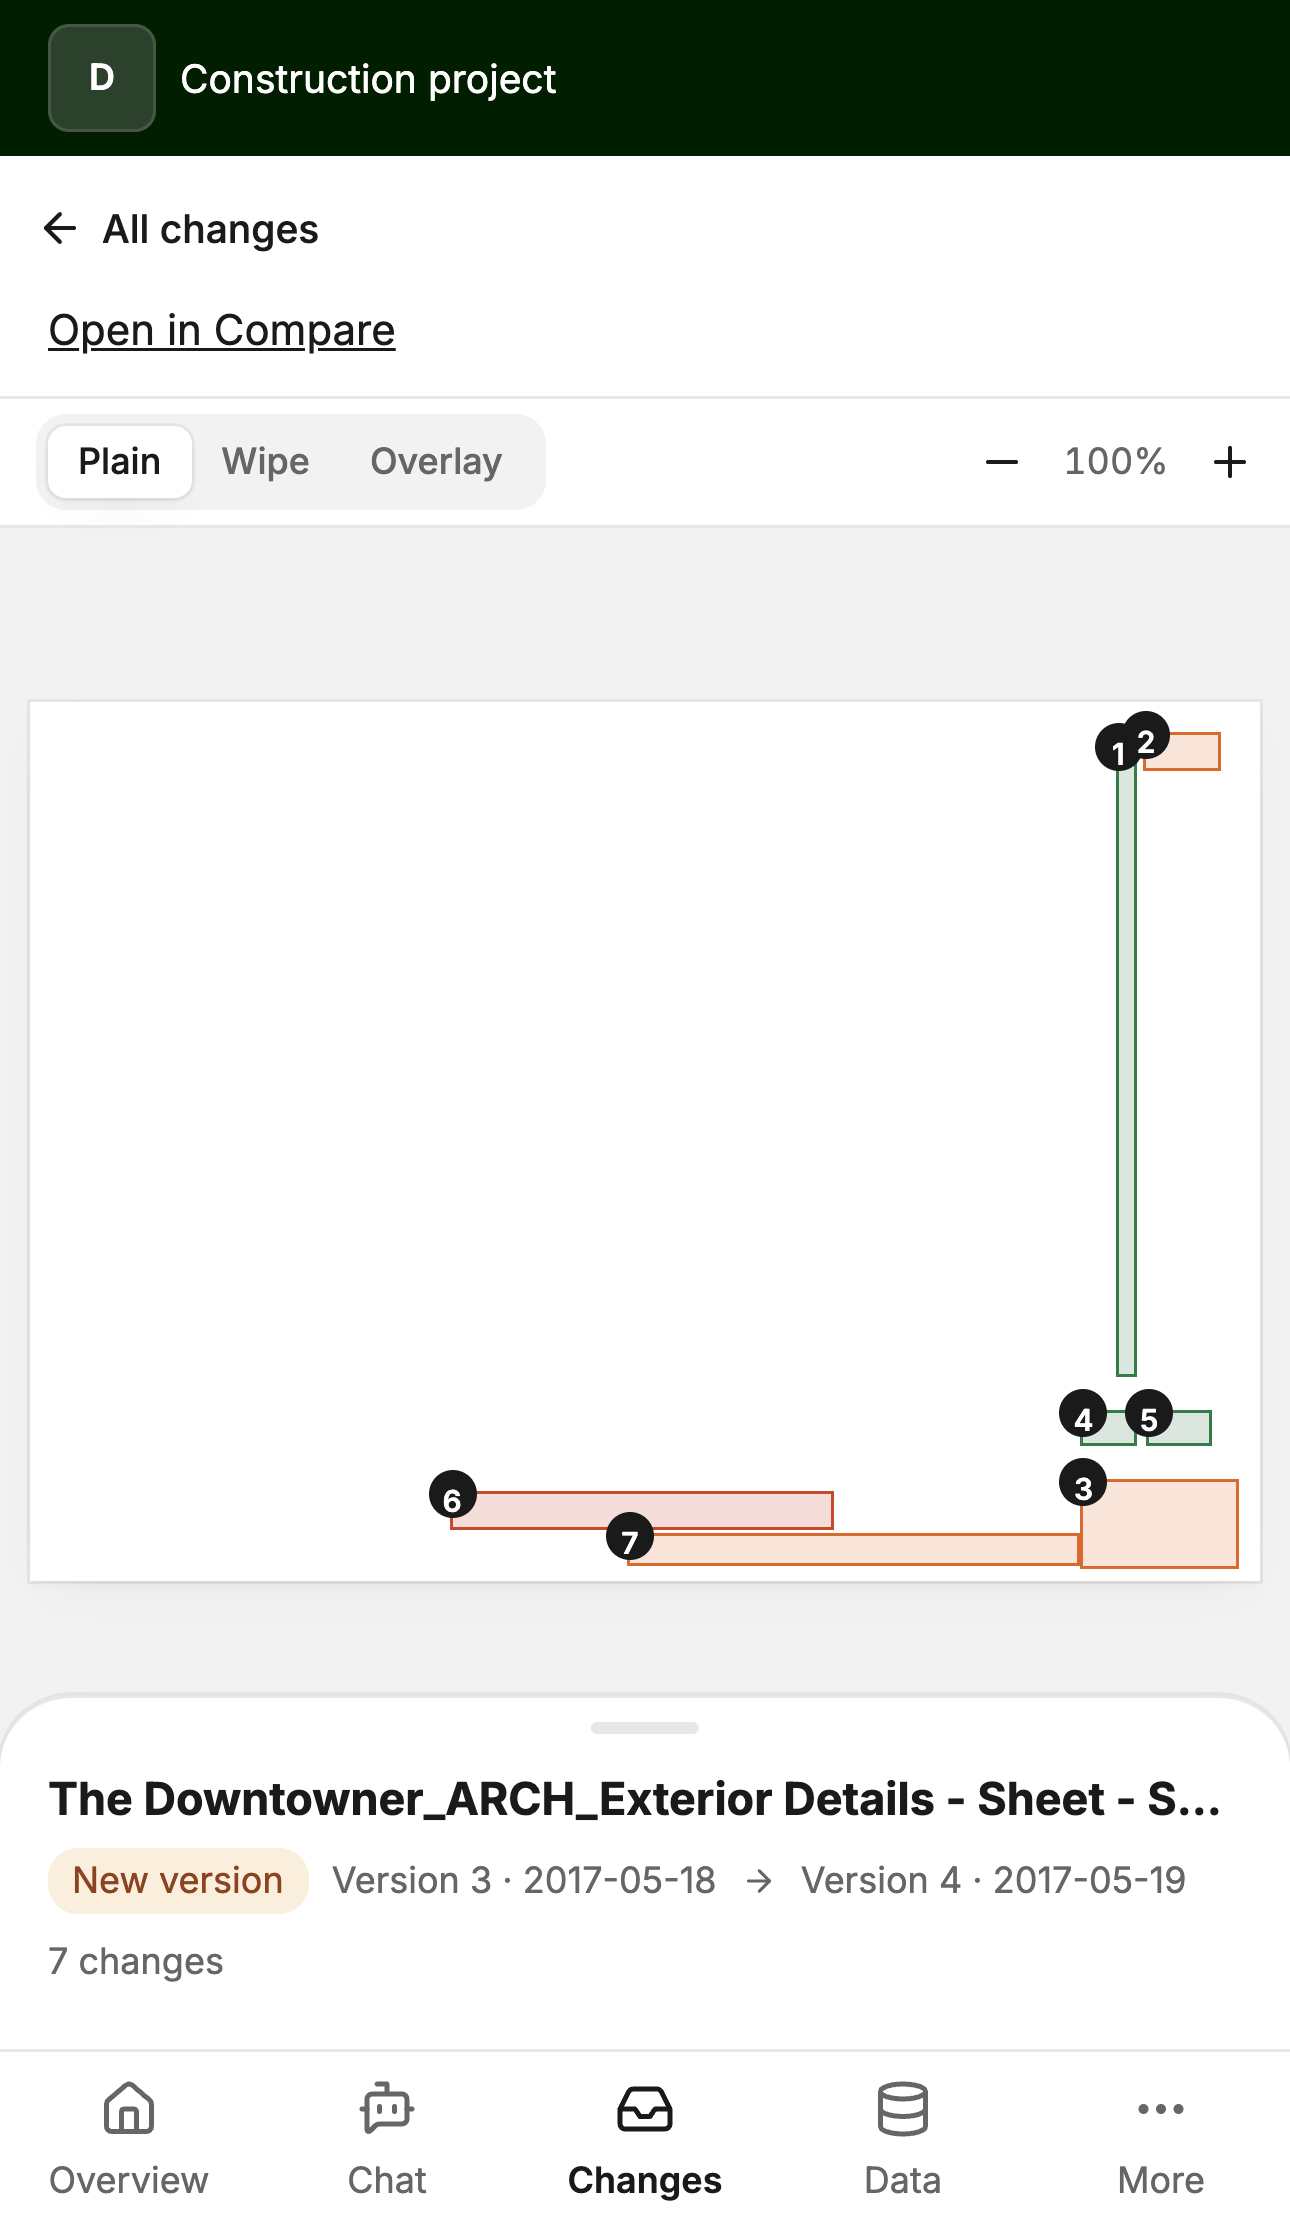 D
Construction project
All changes
Open in Compare
Plain Wipe Overlay 100%
1 2
4 5
3
6
7
The Downtowner_ARCH_Exterior Details - Sheet - S...
New version Version 3 · 2017-05-18 → Version 4 · 2017-05-19
7 changes
Overview Chat Changes Data More